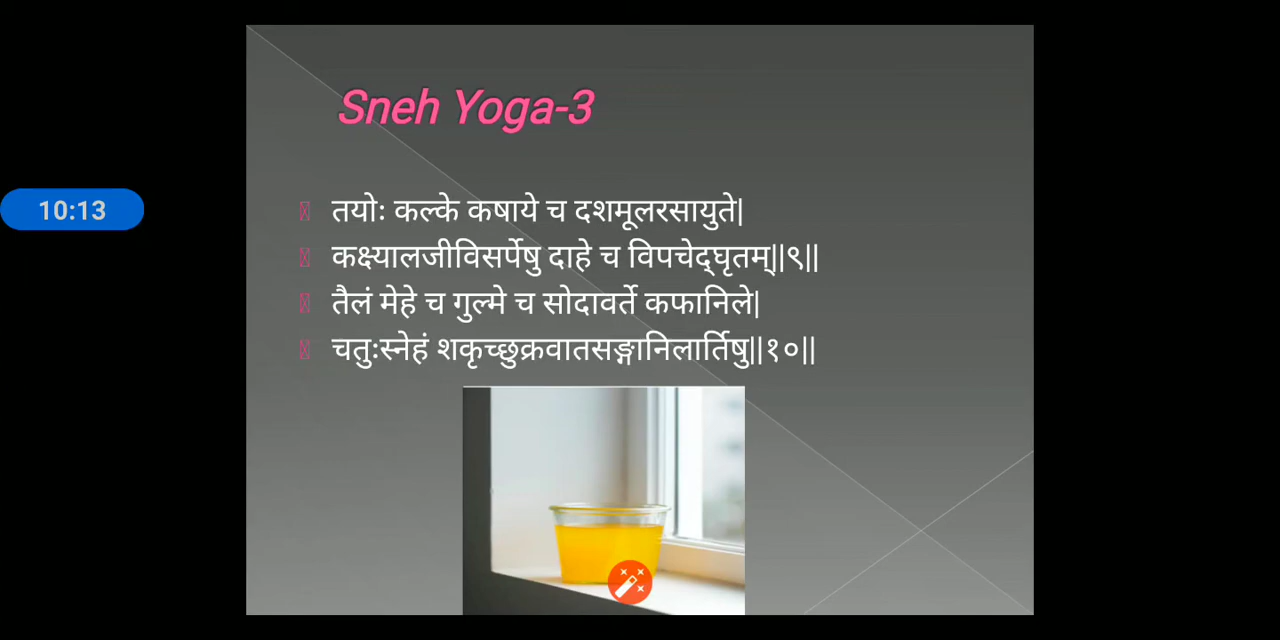 Sneh Yoga-3
10:13
तयोः कल्के कषाये च दशमूलरसायुते|
कक्ष्यालजीविसर्पेषु दाहे च विपचेद्घृतम्||९||
तैलं मेहे च गुल्मे च सोदावर्ते कफानिले|
चतुःस्नेहं शकृच्छुक्रवातसङ्गानिलार्तिषु||१०||